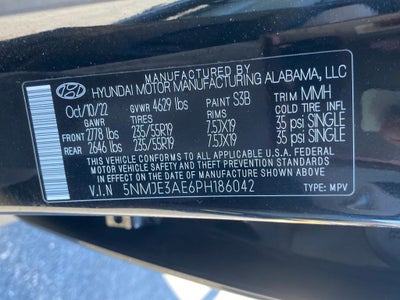 MANUFACTURED BY
HYUNDAI MOTOR MANUFACTURING ALABAMA, LLC
Oct/10/22 GVWR 4629 lbs PAINT S3B TRIM MMH
GAWR TIRES RIMS COLD TIRE INFL
FRONT 2778 lbs 235/55R19 7.5JX19 35 psi SINGLE
REAR 2646 lbs 235/55R19 7.5JX19 35 psi SINGLE
THIS VEHICLE CONFORMS TO ALL APPLICABLE U.S.A. FEDERAL
MOTOR VEHICLE SAFETY, BUMPER, AND THEFT PREVENTION STANDARDS
IN EFFECT ON THE DATE OF MANUFACTURE SHOWN ABOVE.
V.I.N 5NMJE3AE6PH186042 TYPE: MPV